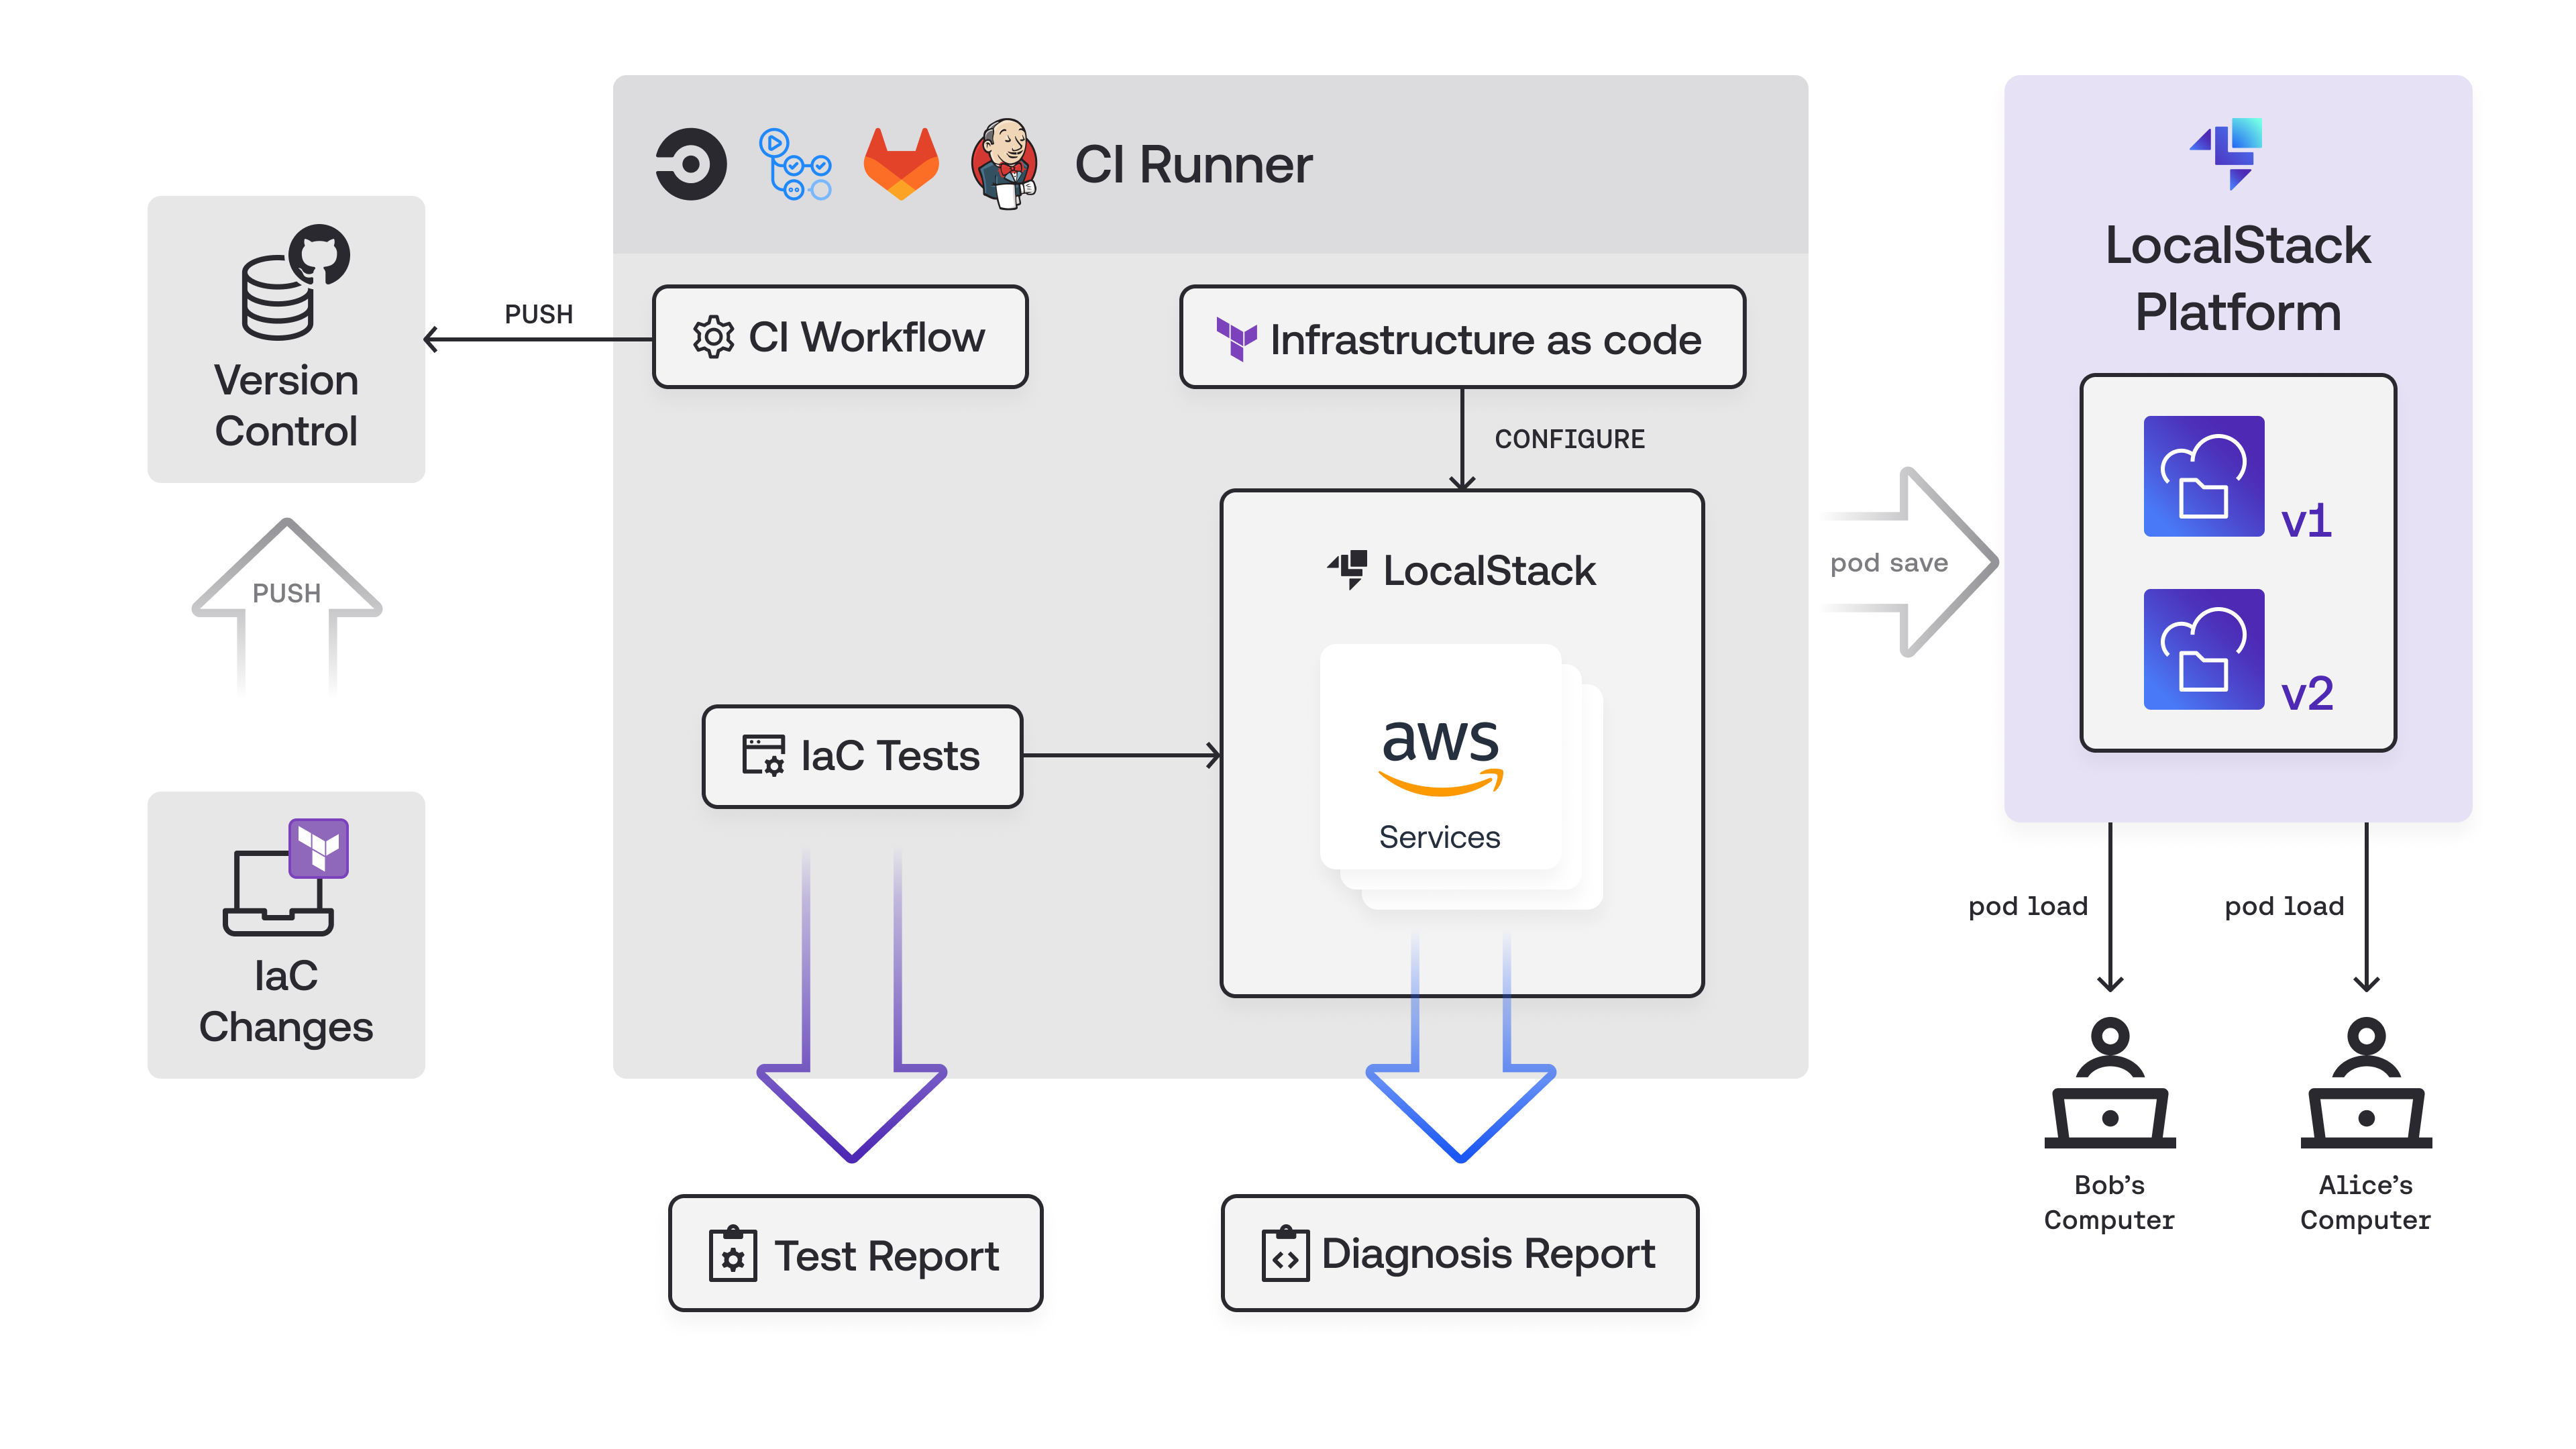 CI Runner
Version
Control
PUSH
CI Workflow
Infrastructure as code
CONFIGURE
LocalStack
aws
Services
IaC Tests
PUSH
IaC
Changes
Test Report
Diagnosis Report
pod save
LocalStack
Platform
v1
v2
pod load
pod load
Bob’s
Computer
Alice’s
Computer